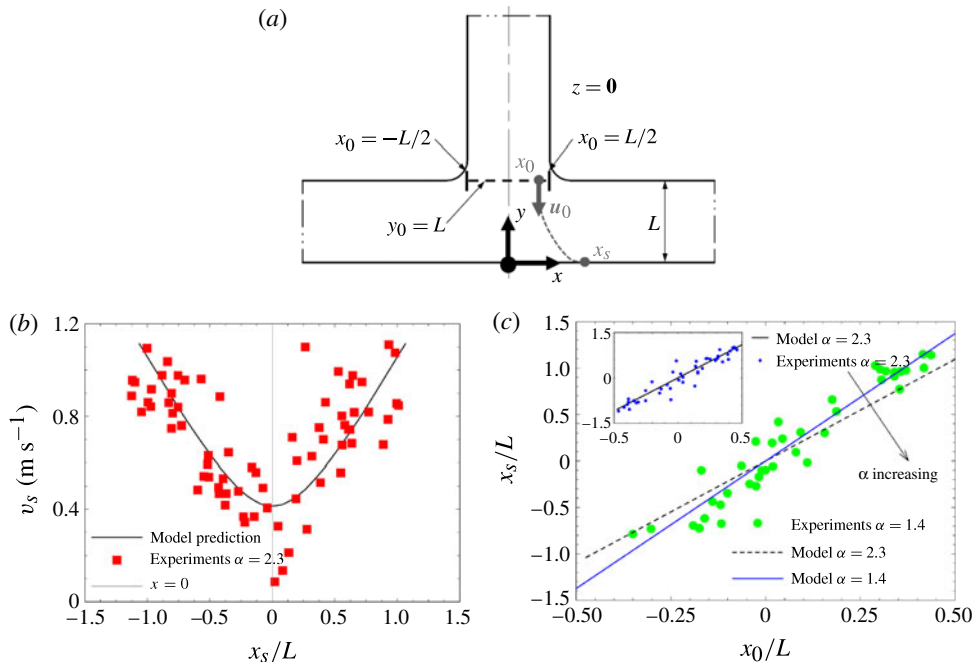 (a)
z = 0
x0 = −L/2
x0 = L/2
x0
u0
y0 = L
y
L
xs
x
(b)
1.2
0.8
0.4
0
vs (m s−1)
Model prediction
Experiments α = 2.3
x = 0
−1.5
−1.0
−0.5
−0.0
0.5
1.0
1.5
xs/L
(c)
1.5
1.0
0.5
0
−0.5
−1.0
−1.5
xs/L
1.5
0
−1.5
−0.5
0
0.5
Model α = 2.3
Experiments α = 2.3
α increasing
Experiments α = 1.4
Model α = 2.3
Model α = 1.4
−0.50
−0.25
0
0.25
0.50
x0/L